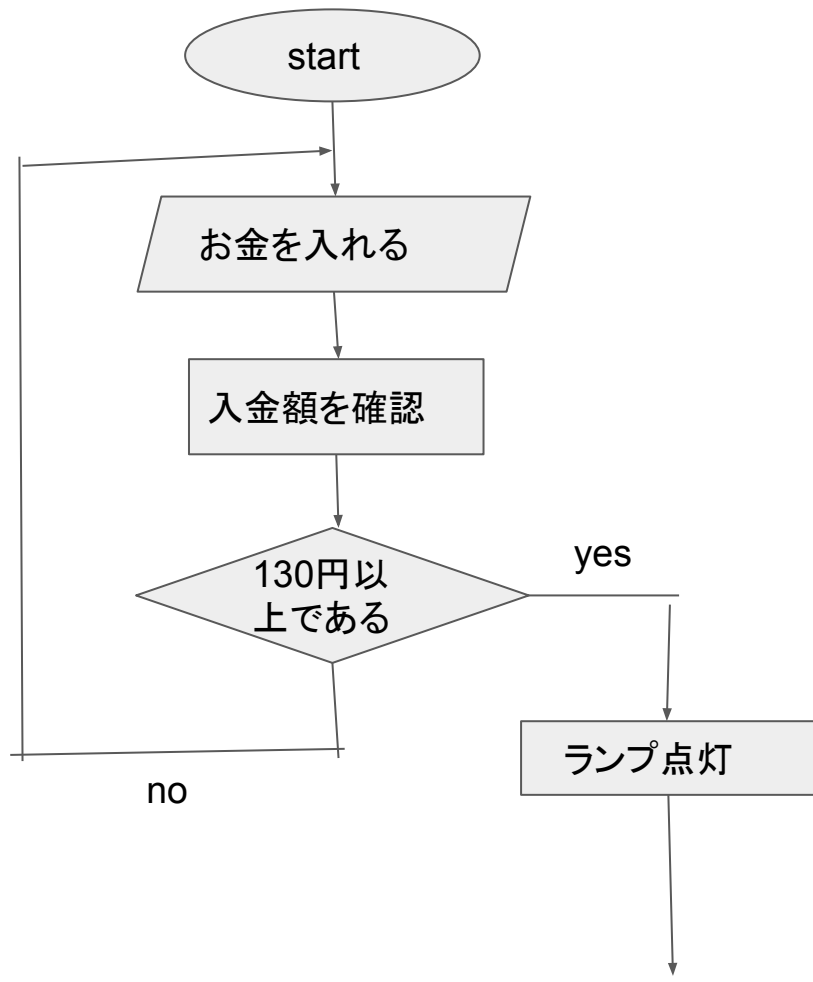 start
お金を入れる
入金額を確認
130円以
上である
yes
ランプ点灯
no